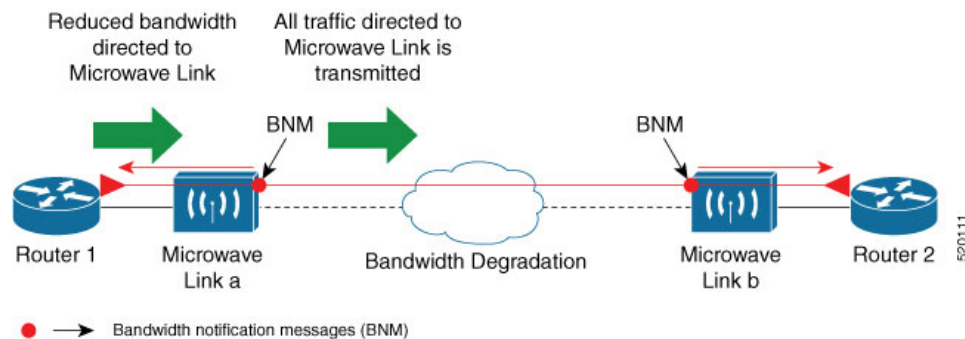 Reduced bandwidth
directed to
Microwave Link
All traffic directed to
Microwave Link is
transmitted
BNM
BNM
Router 1
Microwave
Link a
Bandwidth Degradation
Microwave
Link b
Router 2
520111
Bandwidth notification messages (BNM)